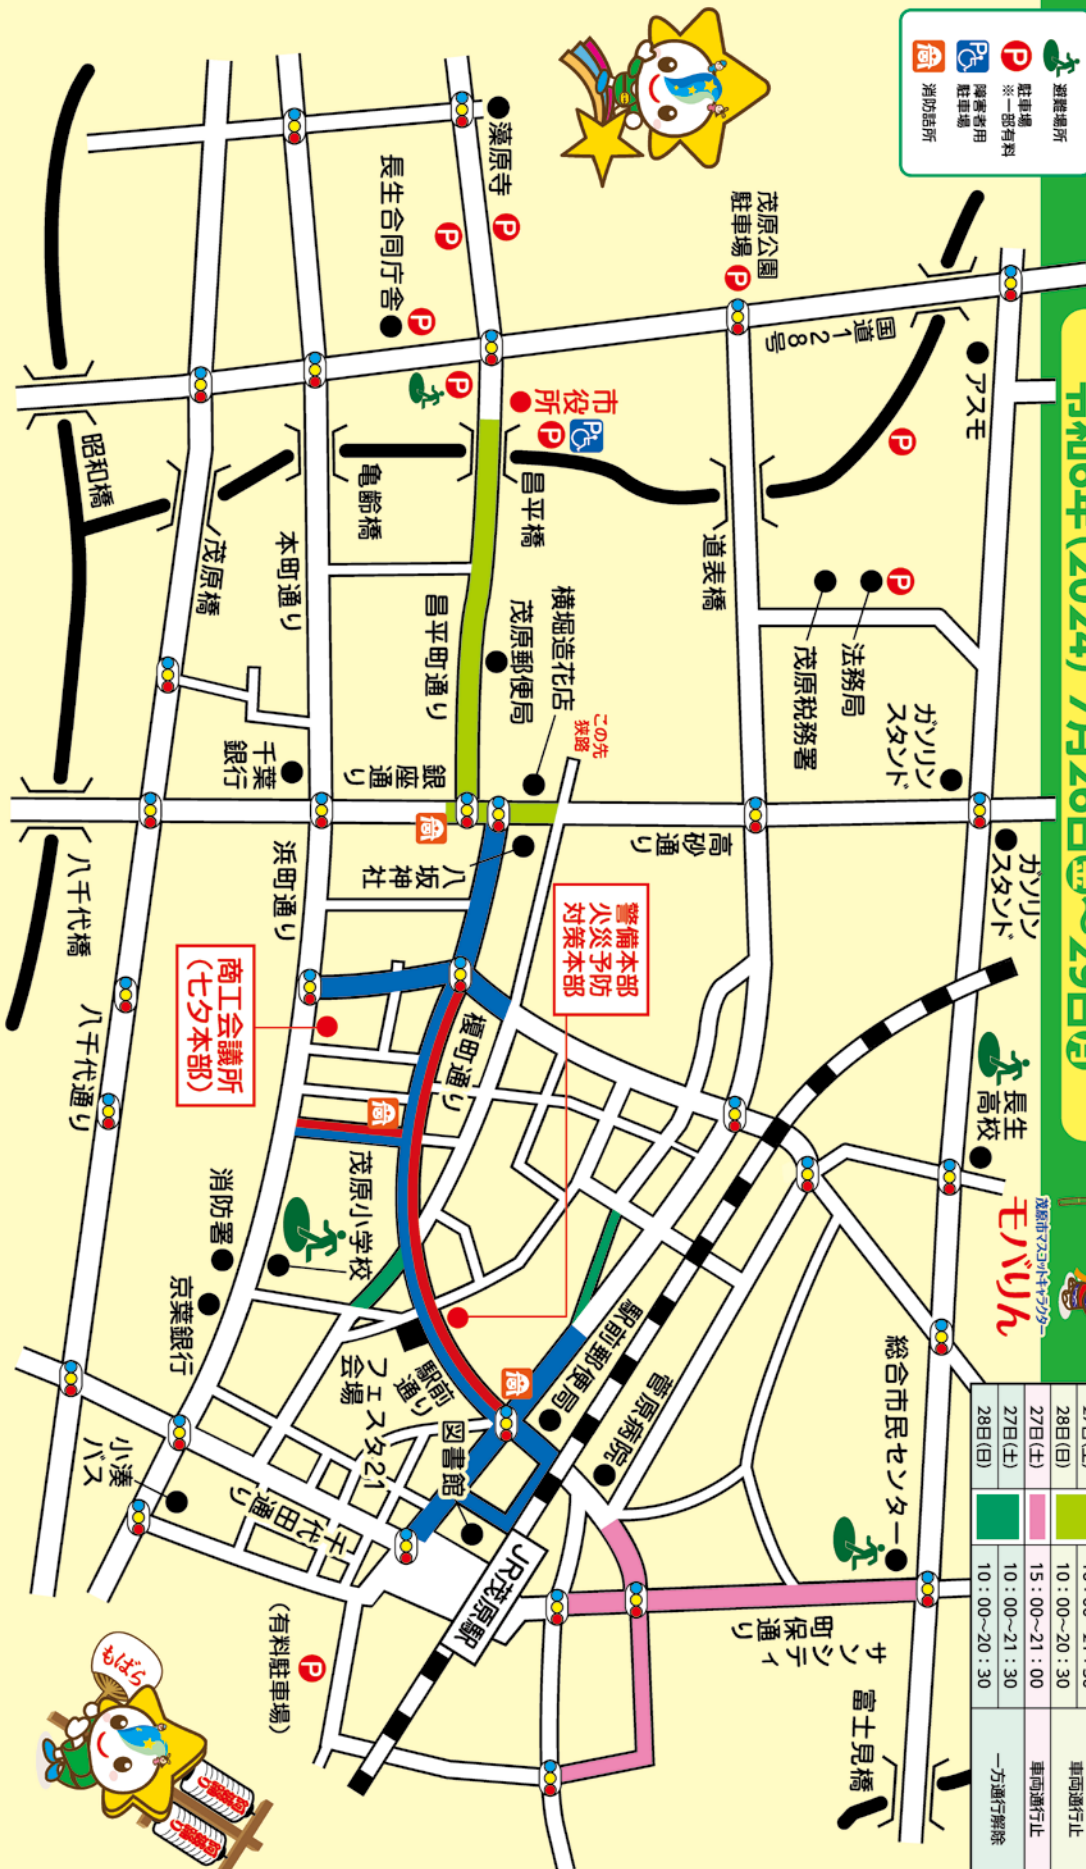 避難場所
駐車場
※一部有料
障害者用
駐車場
消防詰所
令和6年(2024) 7月26日㊎〜29日㊊
茂原市マスコットキャラクター
モバりん
28日(日)
10:00~20:30
車両通行止
27日(土)
15:00~21:00
車両通行止
27日(土)
10:00~21:30
28日(日)
10:00~20:30
一方通行解除
アスモ
ガソリン
スタンド
ガソリン
スタンド
長生
高校
総合市民センター
富士見橋
国道128号
茂原公園
駐車場
法務局
茂原税務署
道表橋
高砂通り
サンシティ
町保通り
藻原寺
長生合同庁舎
市役所
昌平橋
亀齢橋
横堀造花店
茂原郵便局
この先
狭路
昌平町通り
銀座通り
八坂神社
警備本部
火災予防
対策本部
榎町通り
駅前郵便局
菅原病院
駅前通り
フェスタ21
会場
図書館
JR茂原駅
本町通り
千葉
銀行
浜町通り
商工会議所
(七夕本部)
茂原小学校
消防署
京葉銀行
小湊
バス
千代田通り
(有料駐車場)
昭和橋
茂原橋
八千代橋
八千代通り
もばら
P
P
P
P
P
P
P
P
P
P